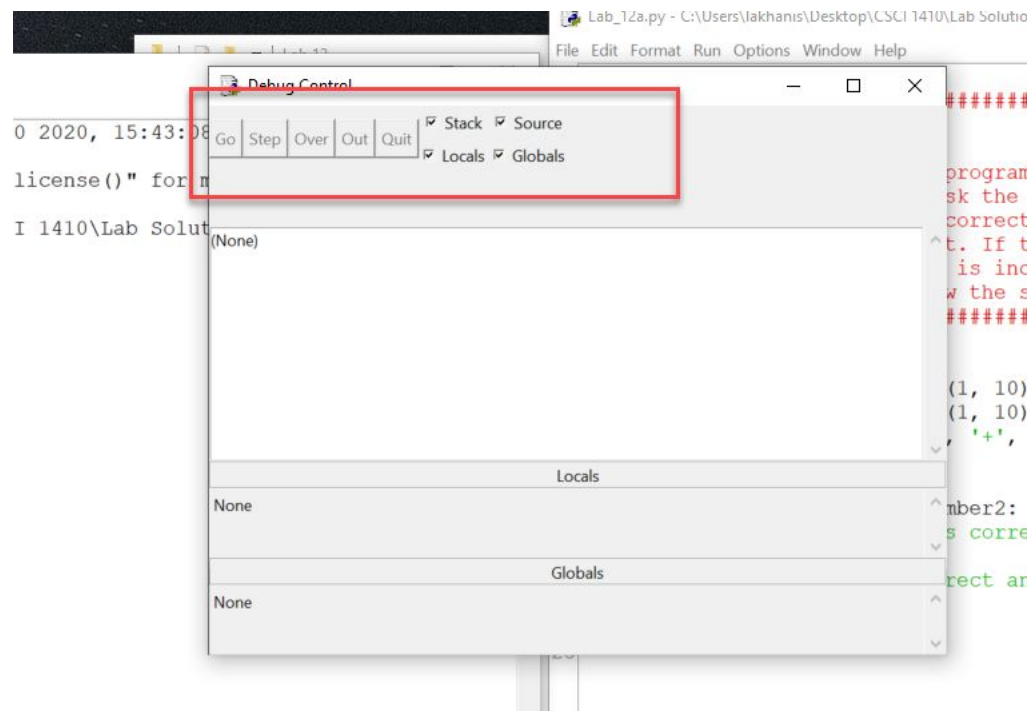 Lab_12a.py - C:\Users\lakhanis\Desktop\CSCI 1410\Lab Solutio
File Edit Format Run Options Window Help
Lab 12
Debug Control
Go Step Over Out Quit
Stack Source
Locals Globals
(None)
Locals
None
Globals
None
0 2020, 15:43:08
license()" for m
I 1410\Lab Solut
#######
program
sk the
correct
t. If t
is inc
w the s
#######
(1, 10)
(1, 10)
, '+',
mber2:
s corre
rect an